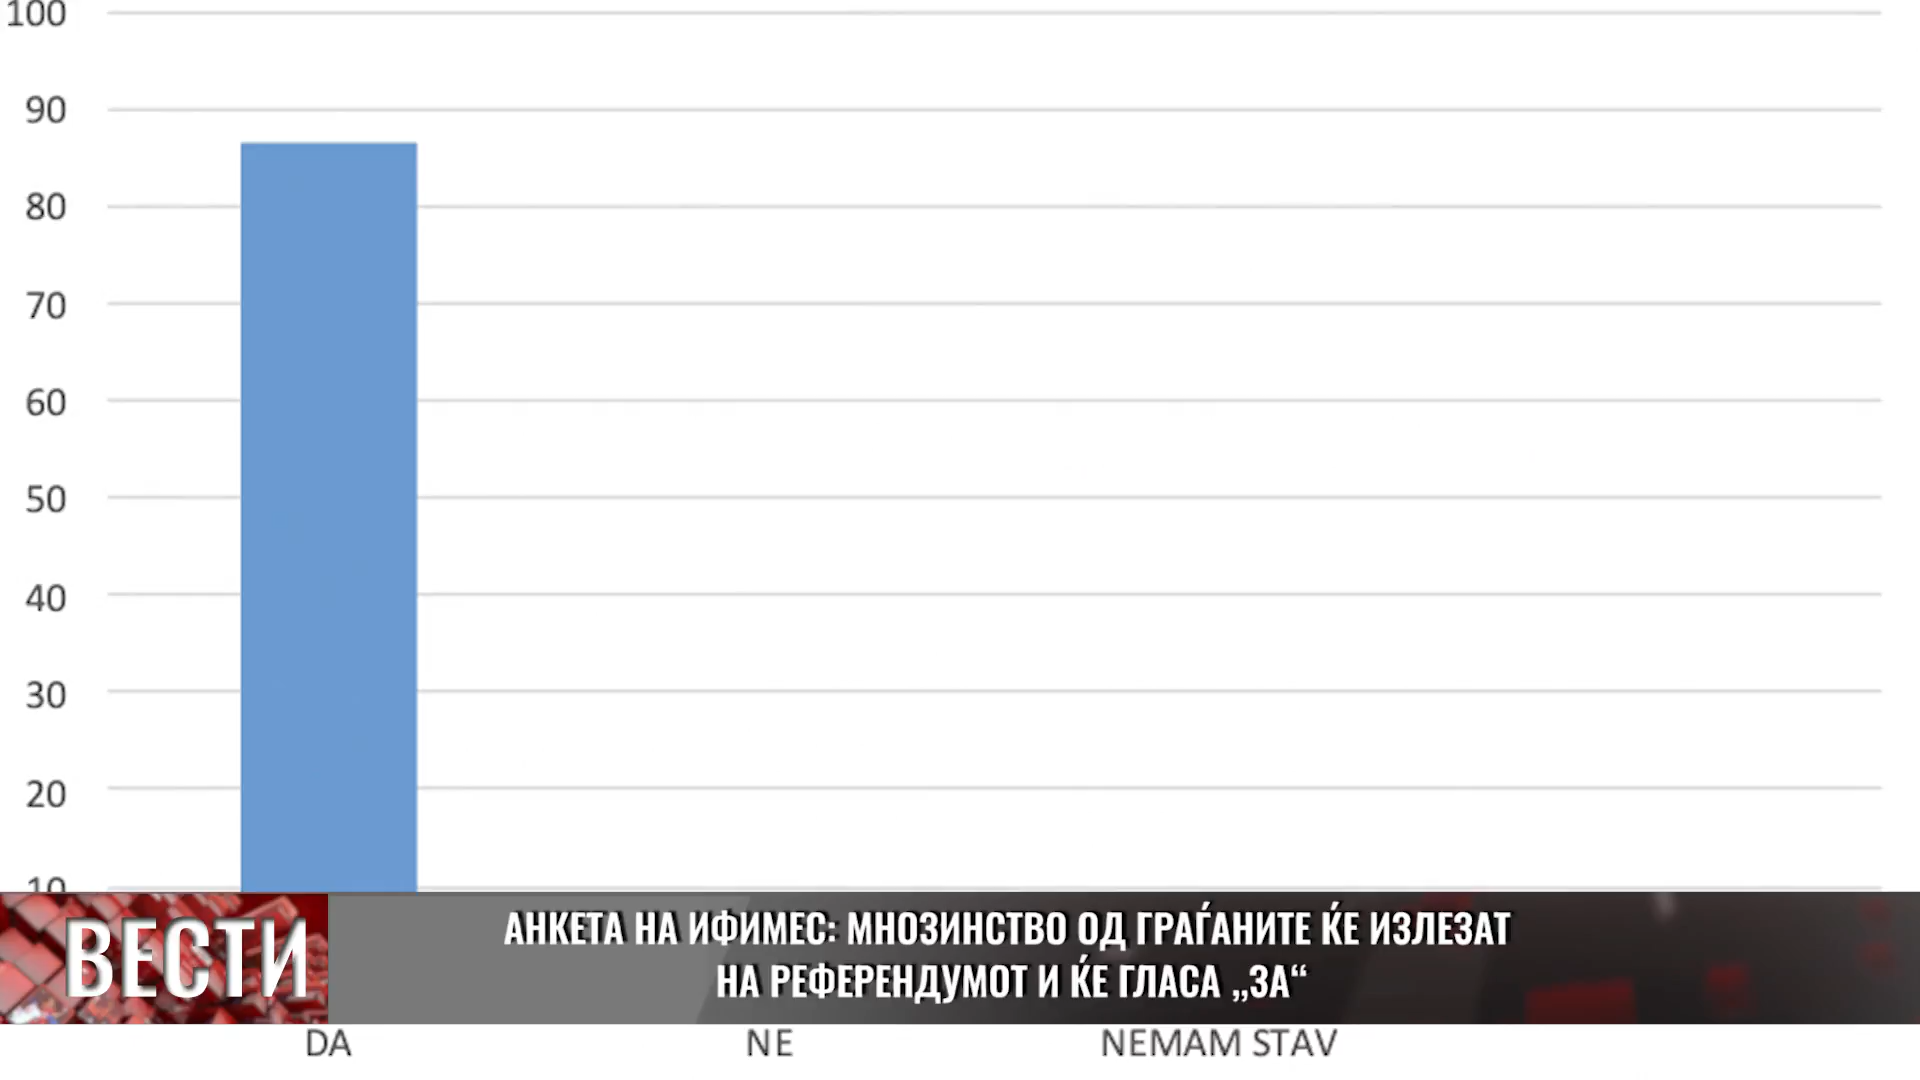 100
90
80
70
60
50
40
30
20
10
ВЕСТИ
АНКЕТА НА ИФИМЕС: МНОЗИНСТВО ОД ГРАЃАНИТЕ ЌЕ ИЗЛЕЗАТ
НА РЕФЕРЕНДУМОТ И ЌЕ ГЛАСА „ЗА“
DA NE NEMAM STAV